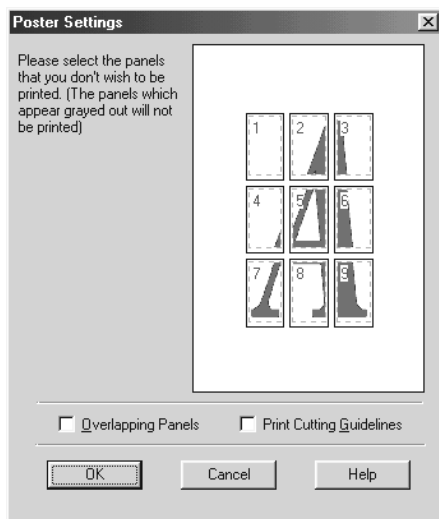 Poster Settings
Please select the panels
that you don't wish to be
printed. (The panels which
appear grayed out will not
be printed)
1 2 3
4 5 6
7 8 9
Overlapping Panels Print Cutting Guidelines
OK Cancel Help